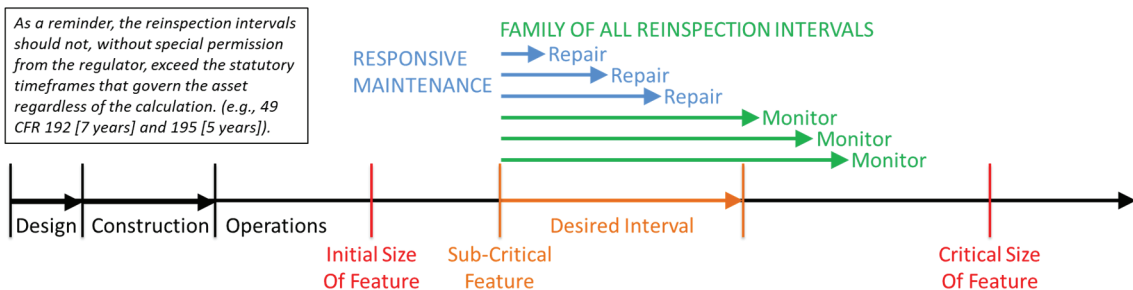 As a reminder, the reinspection intervals
should not, without special permission
from the regulator, exceed the statutory
timeframes that govern the asset
regardless of the calculation. (e.g., 49
CFR 192 [7 years] and 195 [5 years]).
FAMILY OF ALL REINSPECTION INTERVALS
RESPONSIVE
MAINTENANCE
Repair
Repair
Repair
Monitor
Monitor
Monitor
Design
Construction
Operations
Desired Interval
Initial Size
Of Feature
Sub-Critical
Feature
Critical Size
Of Feature